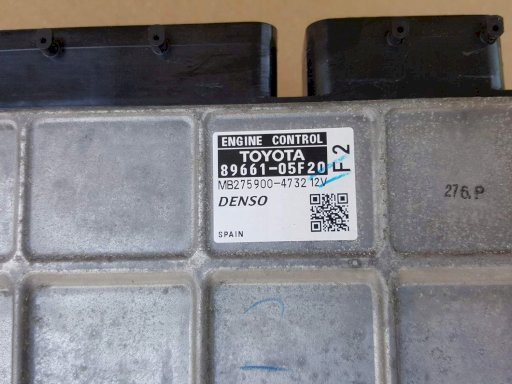 ENGINE CONTROL
TOYOTA
89661-05F20
MB275900-4732 12V
DENSO
SPAIN
F2
276.P